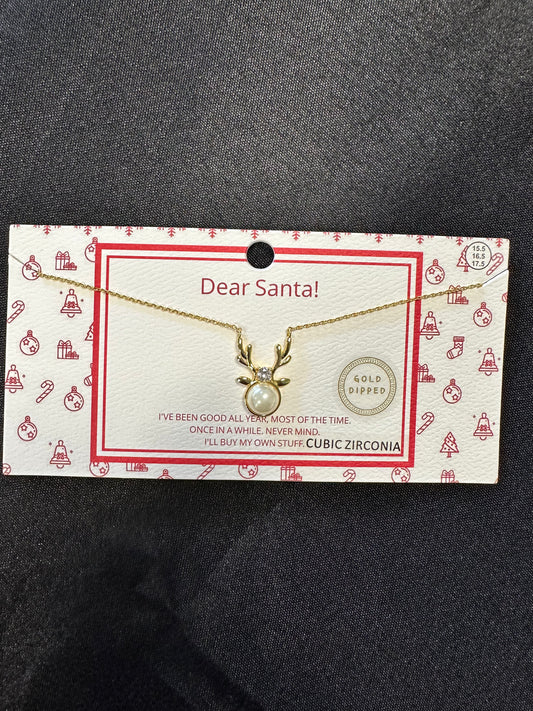 15.5
16.5
17.5
Dear Santa!
GOLD
DIPPED
I'VE BEEN GOOD ALL YEAR, MOST OF THE TIME.
ONCE IN A WHILE. NEVER MIND.
I'LL BUY MY OWN STUFF. CUBIC ZIRCONIA